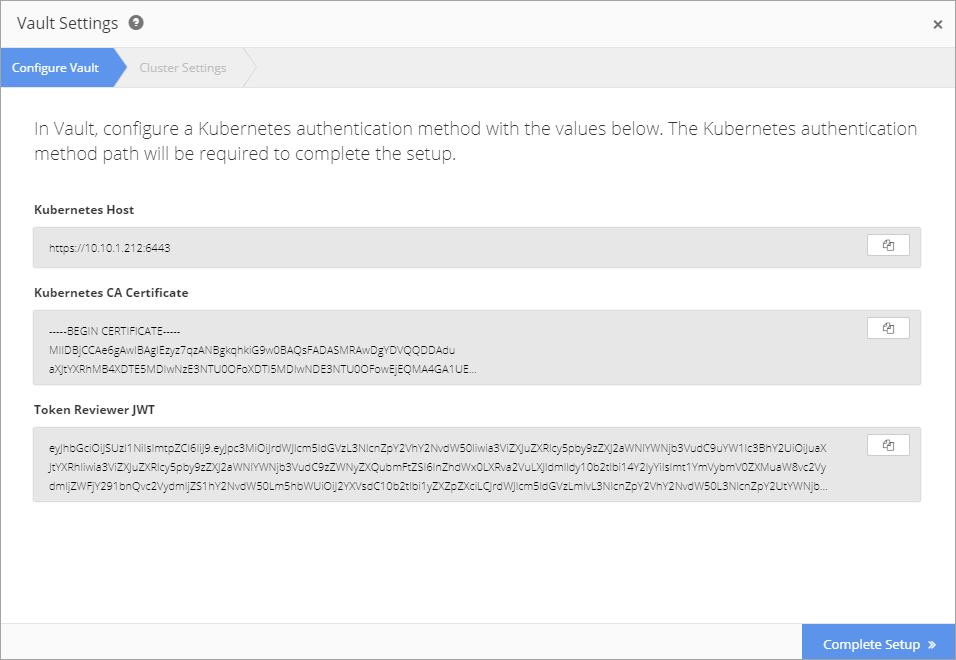 Vault Settings ?
Configure Vault
Cluster Settings
In Vault, configure a Kubernetes authentication method with the values below. The Kubernetes authentication
method path will be required to complete the setup.
Kubernetes Host
https://10.10.1.212:6443
Kubernetes CA Certificate
-----BEGIN CERTIFICATE-----
MIIDBjCCAe6gAwIBAgIEzyz7qzANBgkqhkiG9w0BAQsFADASMRAwDgYDVQQDDAdu
aXJtYXRhMB4XDTE5MDIwNzE3NTU0OFoXDTI5MDIwNDE3NTU0OFowEjEQMA4GA1UE...
Token Reviewer JWT
eyJhbGciOiJSUzI1NiIsImtpZCI6IiJ9.eyJpc3MiOiJrdWJlcm5ldGVzL3NlcnZpY2VhY2NvdW50Iiwia3ViZXJuZXRlcy5pby9zZXJ2aWNlYWNjb3VudC9uYW1lc3BhY2UiOiJuaX
JtYXRhIiwia3ViZXJuZXRlcy5pby9zZXJ2aWNlYWNjb3VudC9zZWNyZXQubmFtZSI6InZhdWx0LXRva2VuLXJldmlldy10b2tlbi14Y2lyYiIsImt1YmVybmV0ZXMuaW8vc2Vy
dmljZWFjY291bnQvc2VydmljZS1hY2NvdW50Lm5hbWUiOiJ2YXVsdC10b2tlbi1yZXZpZXciLCJrdWJlcm5ldGVzLmlvL3NlcnZpY2VhY2NvdW50L3NlcnZpY2UtYWNjb...
Complete Setup »